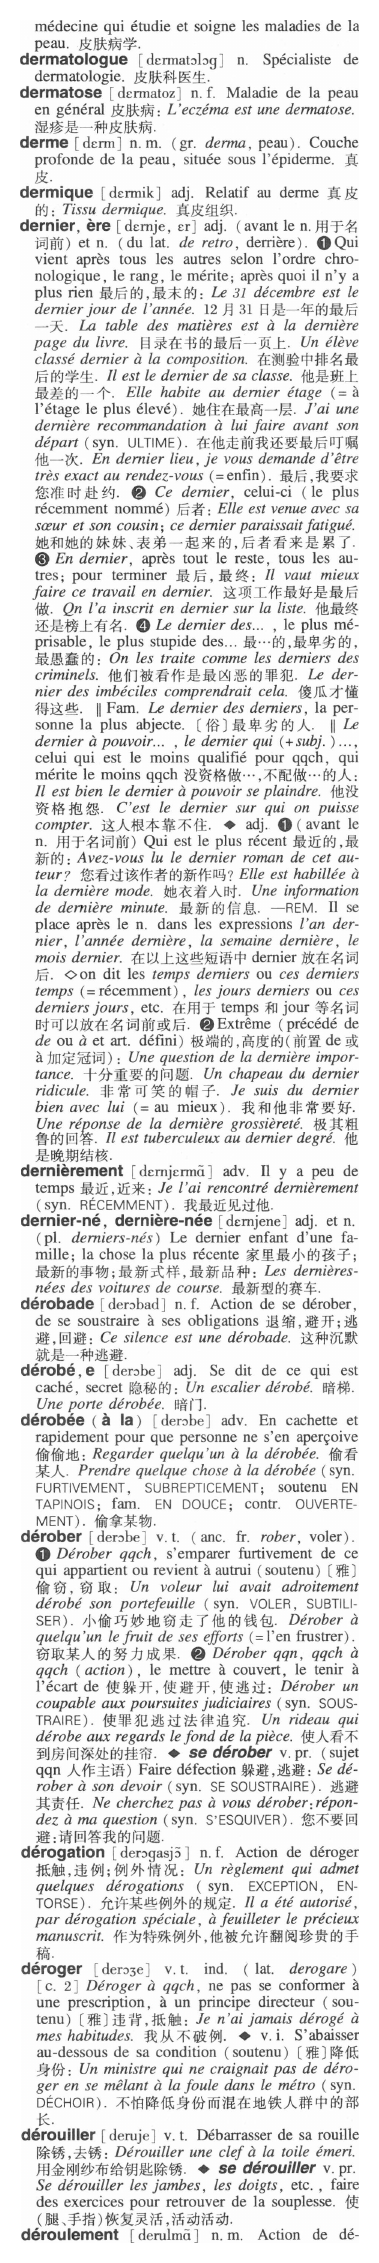 médecine qui étudie et soigne les maladies de la
peau. 皮肤病学.
dermatologue [dɛrmatɔlɔg] n. Spécialiste de
dermatologie. 皮肤科医生.
dermatose [dɛrmatoz] n. f. Maladie de la peau
en général 皮肤病: L'eczéma est une dermatose.
湿疹是一种皮肤病.
derme [dɛrm] n. m. (gr. derma, peau). Couche
profonde de la peau, située sous l'épiderme. 真
皮.
dermique [dɛrmik] adj. Relatif au derme 真皮
的: Tissu dermique. 真皮组织.
dernier, ère [dɛrnje, ɛr] adj. (avant le n. 用于名
词前) et n. (du lat. de retro, derrière). ❶Qui
vient après tous les autres selon l'ordre chro-
nologique, le rang, le mérite; après quoi il n'y a
plus rien 最后的,最末的: Le 31 décembre est le
dernier jour de l'année. 12 月 31 日是一年的最后
一天. La table des matières est à la dernière
page du livre. 目录在书的最后一页上. Un élève
classé dernier à la composition. 在测验中排名最
后的学生. Il est le dernier de sa classe. 他是班上
最差的一个. Elle habite au dernier étage (= à
l'étage le plus élevé). 她住在最高一层. J'ai une
dernière recommandation à lui faire avant son
départ (syn. ULTIME). 在他走前我还要最后叮嘱
他一次. En dernier lieu, je vous demande d'être
très exact au rendez-vous (=enfin). 最后,我要求
您准时赴约. ❷ Ce dernier, celui-ci (le plus
récemment nommé) 后者: Elle est venue avec sa
sœur et son cousin; ce dernier paraissait fatigué.
她和她的妹妹、表弟一起来的,后者看来是累了.
❸ En dernier, après tout le reste, tous les au-
tres; pour terminer 最后,最终: Il vaut mieux
faire ce travail en dernier. 这项工作最好是最后
做. Qn l'a inscrit en dernier sur la liste. 他最终
还是榜上有名. ❹ Le dernier des..., le plus mé-
prisable, le plus stupide des... 最…的,最卑劣的,
最愚蠢的: On les traite comme les derniers des
criminels. 他们被看作是最凶恶的罪犯. Le der-
nier des imbéciles comprendrait cela. 傻瓜才懂
得这些. ‖ Fam. Le dernier des derniers, la per-
sonne la plus abjecte. 〔俗〕最卑劣的人. ‖ Le
dernier à pouvoir..., le dernier qui (+subj.)...,
celui qui est le moins qualifié pour qqch, qui
mérite le moins qqch 没资格做…,不配做…的人:
Il est bien le dernier à pouvoir se plaindre. 他没
资格抱怨. C'est le dernier sur qui on puisse
compter. 这人根本靠不住. ◆ adj. ❶(avant le
n. 用于名词前) Qui est le plus récent 最近的,最
新的: Avez-vous lu le dernier roman de cet au-
teur? 您看过该作者的新作吗? Elle est habillée à
la dernière mode. 她衣着入时. Une information
de dernière minute. 最新的信息. —REM. Il se
place après le n. dans les expressions l'an der-
nier, l'année dernière, la semaine dernière, le
mois dernier. 在以上这些短语中 dernier 放在名词
后. ◇on dit les temps derniers ou ces derniers
temps (=récemment), les jours derniers ou ces
derniers jours, etc. 在用于 temps 和 jour 等名词
时可以放在名词前或后. ❷Extrême (précédé de
de ou à et art. défini) 极端的,高度的(前置 de或
à 加定冠词): Une question de la dernière impor-
tance. 十分重要的问题. Un chapeau du dernier
ridicule. 非常可笑的帽子. Je suis du dernier
bien avec lui (= au mieux). 我和他非常要好.
Une réponse de la dernière grossièreté. 极其粗
鲁的回答. Il est tuberculeux au dernier degré. 他
是晚期结核.
dernièrement [dɛrnjɛrmɑ̃] adv. Il y a peu de
temps 最近,近来: Je l'ai rencontré dernièrement
(syn. RÉCEMMENT). 我最近见过他.
dernier-né, dernière-née [dɛrnjene] adj. et n.
(pl. derniers-nés) Le dernier enfant d'une fa-
mille; la chose la plus récente 家里最小的孩子;
最新的事物;最新式样,最新品种: Les dernières-
nées des voitures de course. 最新型的赛车.
dérobade [derɔbad] n. f. Action de se dérober,
de se soustraire à ses obligations 退缩,避开;逃
避,回避: Ce silence est une dérobade. 这种沉默
就是一种逃避.
dérobé, e [derɔbe] adj. Se dit de ce qui est
caché, secret 隐秘的: Un escalier dérobé. 暗梯.
Une porte dérobée. 暗门.
dérobée (à la) [derɔbe] adv. En cachette et
rapidement pour que personne ne s'en aperçoive
偷偷地: Regarder quelqu'un à la dérobée. 偷看
某人. Prendre quelque chose à la dérobée (syn.
FURTIVEMENT, SUBREPTICEMENT; soutenu EN
TAPINOIS; fam. EN DOUCE; contr. OUVERTE-
MENT). 偷拿某物.
dérober [derɔbe] v. t. (anc. fr. rober, voler).
❶ Dérober qqch, s'emparer furtivement de ce
qui appartient ou revient à autrui (soutenu)〔雅〕
偷窃,窃取: Un voleur lui avait adroitement
dérobé son portefeuille (syn. VOLER, SUBTILI-
SER). 小偷巧妙地窃走了他的钱包. Dérober à
quelqu'un le fruit de ses efforts (=l'en frustrer).
窃取某人的努力成果. ❷ Dérober qqn, qqch à
qqch (action), le mettre à couvert, le tenir à
l'écart de 使躲开,使避开,使逃过: Dérober un
coupable aux poursuites judiciaires (syn. SOUS-
TRAIRE). 使罪犯逃过法律追究. Un rideau qui
dérobe aux regards le fond de la pièce. 使人看不
到房间深处的挂帘. ◆ se dérober v. pr. (sujet
qqn 人作主语) Faire défection 躲避,逃避: Se dé-
rober à son devoir (syn. SE SOUSTRAIRE). 逃避
其责任. Ne cherchez pas à vous dérober:répon-
dez à ma question (syn. S'ESQUIVER). 您不要回
避:请回答我的问题.
dérogation [derɔgasjɔ̃] n. f. Action de déroger
抵触,违例;例外情况: Un règlement qui admet
quelques dérogations (syn. EXCEPTION, EN-
TORSE). 允许某些例外的规定. Il a été autorisé,
par dérogation spéciale, à feuilleter le précieux
manuscrit. 作为特殊例外,他被允许翻阅珍贵的手
稿.
déroger [derɔʒe] v. t. ind. (lat. derogare)
[c. 2] Déroger à qqch, ne pas se conformer à
une prescription, à un principe directeur (sou-
tenu)〔雅〕违背,抵触: Je n'ai jamais dérogé à
mes habitudes. 我从不破例. ◆ v. i. S'abaisser
au-dessous de sa condition (soutenu)〔雅〕降低
身份: Un ministre qui ne craignait pas de déro-
ger en se mêlant à la foule dans le métro (syn.
DÉCHOIR). 不怕降低身份而混在地铁人群中的部
长.
dérouiller [deruje] v. t. Débarrasser de sa rouille
除锈,去锈: Dérouiller une clef à la toile émeri.
用金刚纱布给钥匙除锈. ◆ se dérouiller v. pr.
Se dérouiller les jambes, les doigts, etc., faire
des exercices pour retrouver de la souplesse. 使
(腿、手指)恢复灵活,活动活动.
déroulement [derulmɑ̃] n. m. Action de dé-